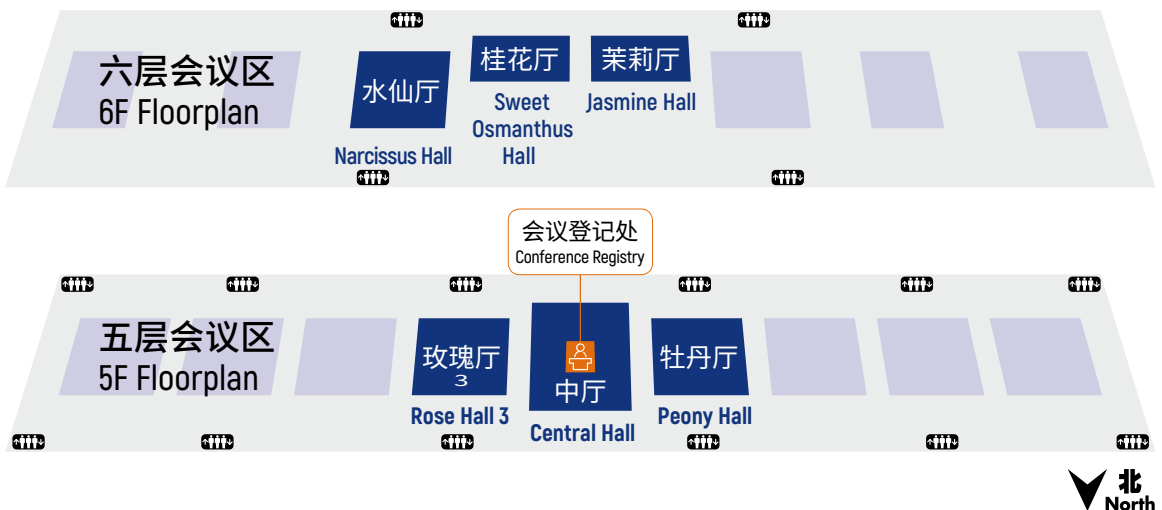 六层会议区
6F Floorplan
水仙厅
Narcissus Hall
桂花厅
Sweet
Osmanthus
Hall
茉莉厅
Jasmine Hall
会议登记处
Conference Registry
五层会议区
5F Floorplan
玫瑰厅
3
Rose Hall 3
中厅
Central Hall
牡丹厅
Peony Hall
北
North